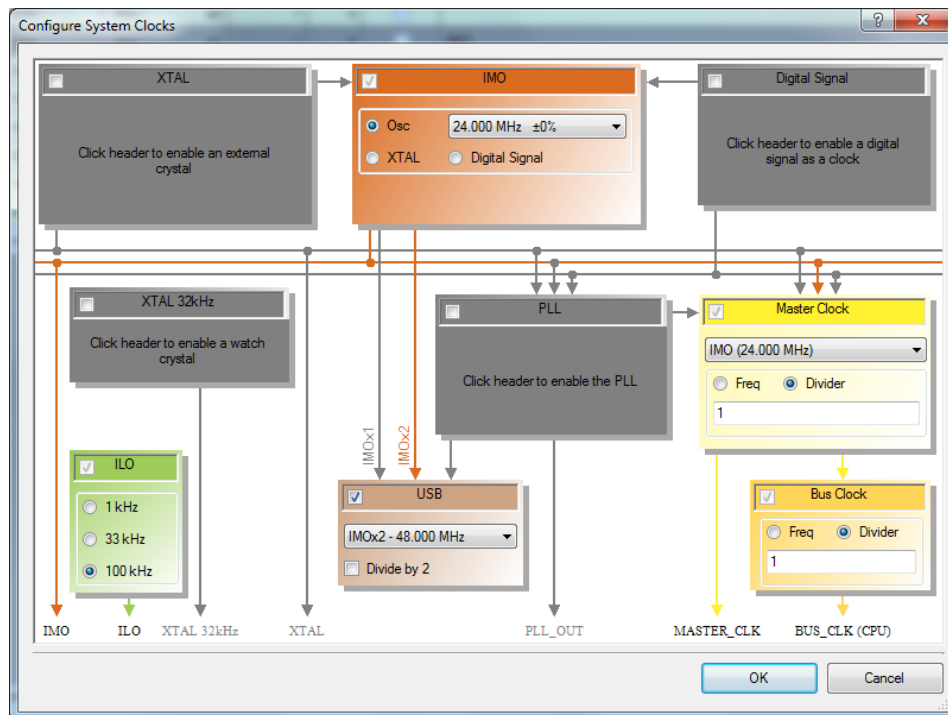 Configure System Clocks
XTAL
Click header to enable an external
crystal
IMO
Osc
24.000 MHz ±0%
XTAL
Digital Signal
Digital Signal
Click header to enable a digital
signal as a clock
XTAL 32kHz
Click header to enable a watch
crystal
PLL
Click header to enable the PLL
Master Clock
IMO (24.000 MHz)
Freq
Divider
1
IMOx1
IMOx2
ILO
1 kHz
33 kHz
100 kHz
USB
IMOx2 - 48.000 MHz
Divide by 2
Bus Clock
Freq
Divider
1
IMO
ILO
XTAL 32kHz
XTAL
PLL_OUT
MASTER_CLK
BUS_CLK (CPU)
OK
Cancel